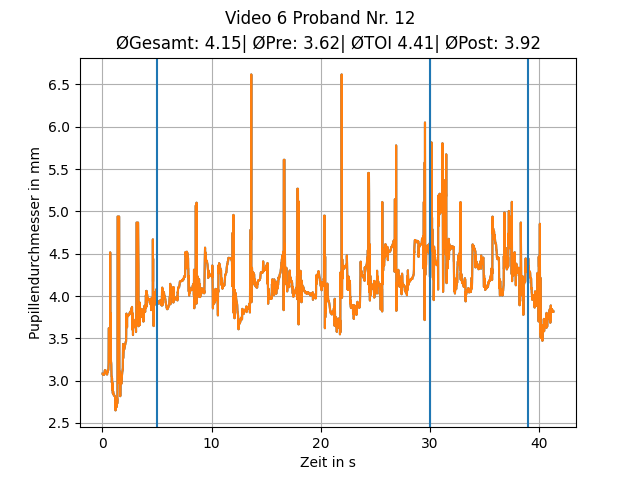 Video 6 Proband Nr. 12
ØGesamt: 4.15| ØPre: 3.62| ØTOI 4.41| ØPost: 3.92
Pupillendurchmesser in mm
6.5
6.0
5.5
5.0
4.5
4.0
3.5
3.0
2.5
0 10 20 30 40
Zeit in s